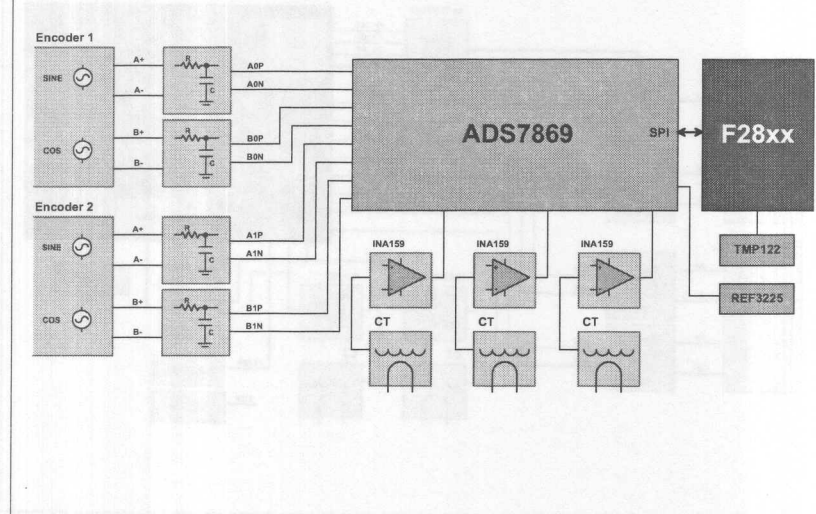 Encoder 1
SINE
A+
A-
R
C
A0P
A0N
COS
B+
B-
R
C
B0P
B0N
Encoder 2
SINE
A+
A-
R
C
A1P
A1N
COS
B+
B-
R
C
B1P
B1N
ADS7869
SPI
F28xx
INA159
INA159
INA159
CT
CT
CT
TMP122
REF3225